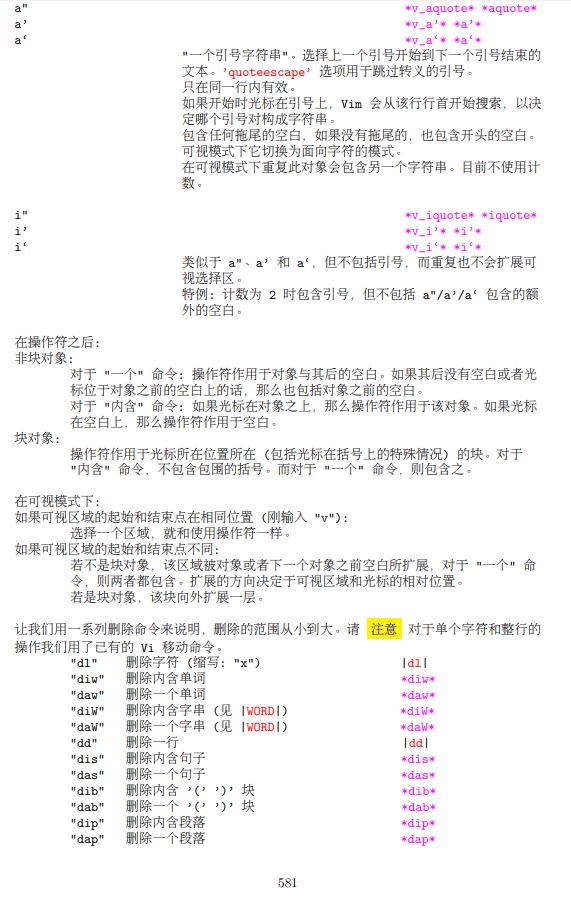 a"    *v_aquote* *aquote*
a’    *v_a’* *a’*
a‘    *v_a‘* *a‘*
"一个引号字符串"。选择上一个引号开始到下一个引号结束的
文本。’quoteescape’ 选项用于跳过转义的引号。
只在同一行内有效。
如果开始时光标在引号上，Vim 会从该行行首开始搜索，以决
定哪个引号对构成字符串。
包含任何拖尾的空白，如果没有拖尾的，也包含开头的空白。
可视模式下它切换为面向字符的模式。
在可视模式下重复此对象会包含另一个字符串。目前不使用计
数。
i"    *v_iquote* *iquote*
i’    *v_i’* *i’*
i‘    *v_i‘* *i‘*
类似于 a"、a’ 和 a‘，但不包括引号，而重复也不会扩展可
视选择区。
特例: 计数为 2 时包含引号，但不包括 a"/a’/a‘ 包含的额
外的空白。
在操作符之后:
非块对象:
对于 "一个" 命令: 操作符作用于对象与其后的空白。如果其后没有空白或者光
标位于对象之前的空白上的话，那么也包括对象之前的空白。
对于 "内含" 命令: 如果光标在对象之上，那么操作符作用于该对象。如果光标
在空白上，那么操作符作用于空白。
块对象:
操作符作用于光标所在位置所在 (包括光标在括号上的特殊情况) 的块。对于
"内含" 命令，不包含包围的括号。而对于 "一个" 命令，则包含之。
在可视模式下:
如果可视区域的起始和结束点在相同位置 (刚输入 "v"):
选择一个区域，就和使用操作符一样。
如果可视区域的起始和结束点不同:
若不是块对象，该区域被对象或者下一个对象之前空白所扩展，对于 "一个" 命
令，则两者都包含。扩展的方向决定于可视区域和光标的相对位置。
若是块对象，该块向外扩展一层。
让我们用一系列删除命令来说明，删除的范围从小到大。请 注意 对于单个字符和整行的
操作我们用了已有的 Vi 移动命令。
"dl"    删除字符 (缩写: "x")    |dl|
"diw"    删除内含单词    *diw*
"daw"    删除一个单词    *daw*
"diW"    删除内含字串 (见 |WORD|)    *diW*
"daW"    删除一个字串 (见 |WORD|)    *daW*
"dd"    删除一行    |dd|
"dis"    删除内含句子    *dis*
"das"    删除一个句子    *das*
"dib"    删除内含 ’(’ ’)’ 块    *dib*
"dab"    删除一个 ’(’ ’)’ 块    *dab*
"dip"    删除内含段落    *dip*
"dap"    删除一个段落    *dap*
581